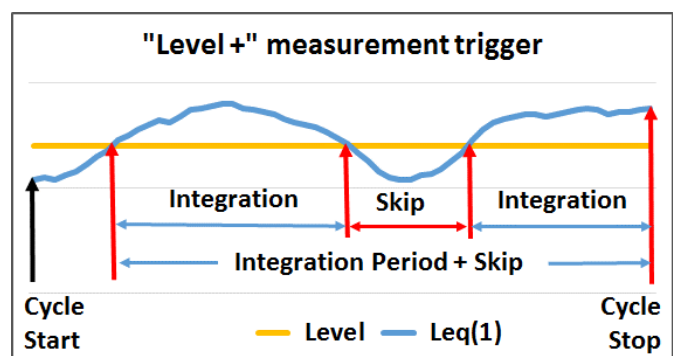 "Level +" measurement trigger
Integration
Skip
Integration
Integration Period + Skip
Cycle
Start
Level
Leq(1)
Cycle
Stop